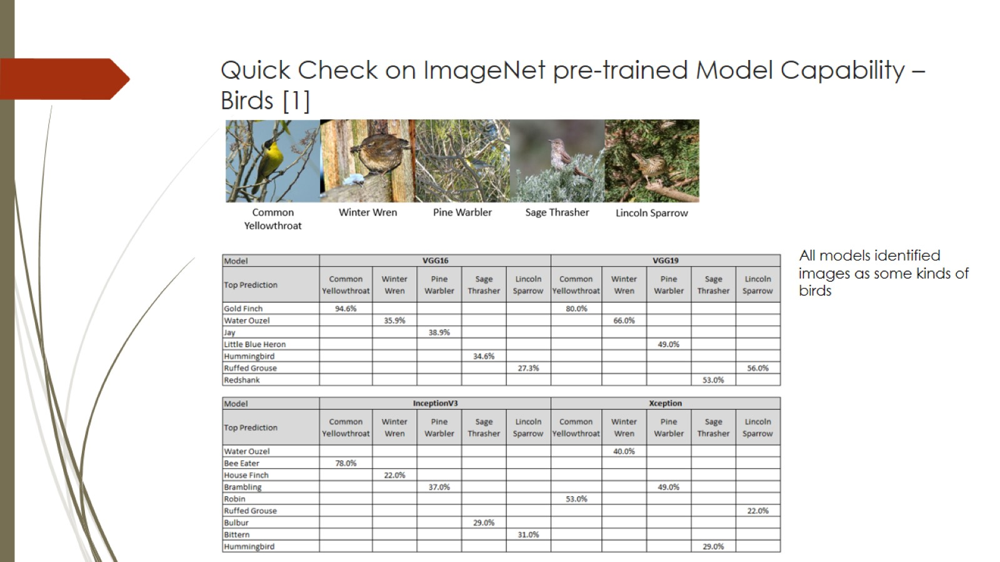 Quick Check on ImageNet pre-trained Model Capability –
Birds [1]
Common Yellowthroat
Winter Wren
Pine Warbler
Sage Thrasher
Lincoln Sparrow
All models identified
images as some kinds of
birds
Model VGG16 VGG19
Top Prediction Common Yellowthroat Winter Wren Pine Warbler Sage Thrasher Lincoln Sparrow Common Yellowthroat Winter Wren Pine Warbler Sage Thrasher Lincoln Sparrow
Gold Finch 94.6% 80.0%
Water Ouzel 35.9% 66.0%
Jay 38.9%
Little Blue Heron 49.0%
Hummingbird 34.6%
Ruffed Grouse 27.3% 56.0%
Redshank 53.0%
Model InceptionV3 Xception
Top Prediction Common Yellowthroat Winter Wren Pine Warbler Sage Thrasher Lincoln Sparrow Common Yellowthroat Winter Wren Pine Warbler Sage Thrasher Lincoln Sparrow
Water Ouzel 40.0%
Bee Eater 78.0%
House Finch 22.0%
Brambling 37.0% 49.0%
Robin 53.0%
Ruffed Grouse 22.0%
Bulbur 29.0%
Bittern 31.0%
Hummingbird 29.0%